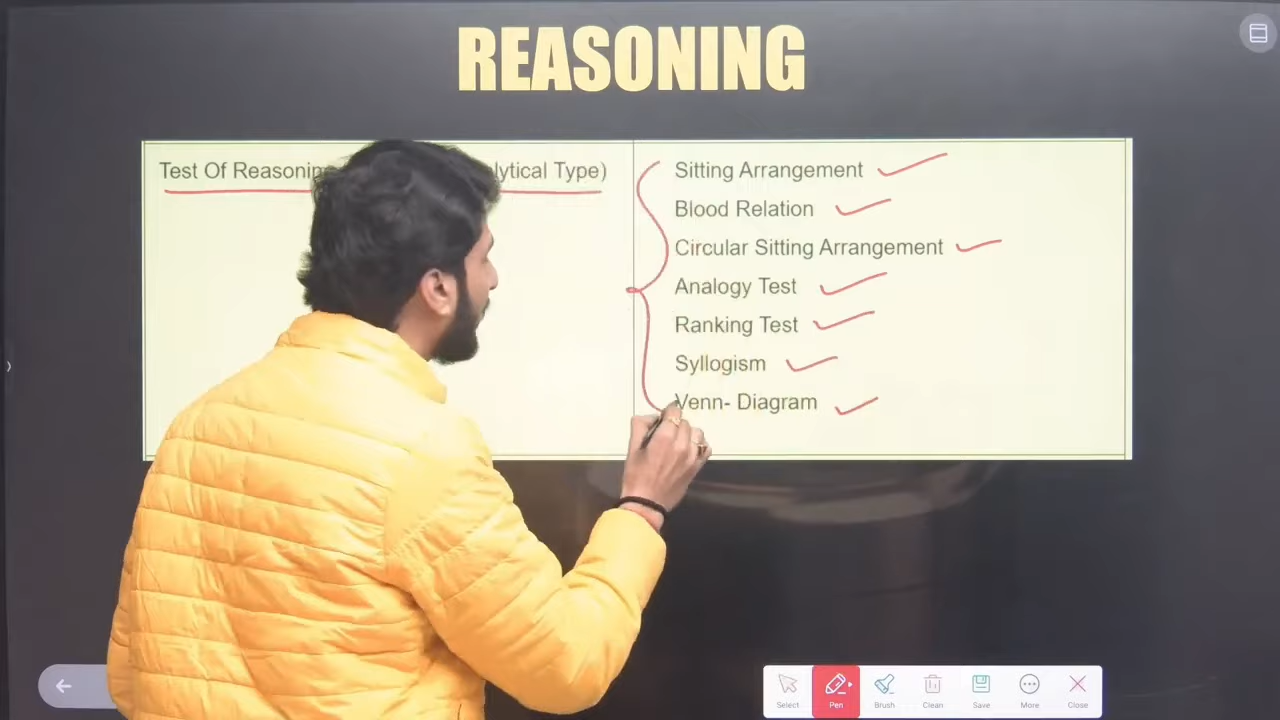 REASONING
Test Of Reasoning lytical Type)
Sitting Arrangement
Blood Relation
Circular Sitting Arrangement
Analogy Test
Ranking Test
Syllogism
Venn- Diagram
Select Pen Brush Clean Save More Close